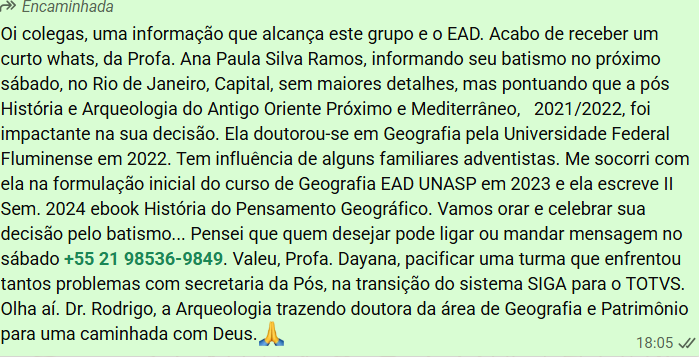 Encaminhada
Oi colegas, uma informação que alcança este grupo e o EAD. Acabo de receber um
curto whats, da Profa. Ana Paula Silva Ramos, informando seu batismo no próximo
sábado, no Rio de Janeiro, Capital, sem maiores detalhes, mas pontuando que a pós
História e Arqueologia do Antigo Oriente Próximo e Mediterrâneo,   2021/2022, foi
impactante na sua decisão. Ela doutorou-se em Geografia pela Universidade Federal
Fluminense em 2022. Tem influência de alguns familiares adventistas. Me socorri com
ela na formulação inicial do curso de Geografia EAD UNASP em 2023 e ela escreve II
Sem. 2024 ebook História do Pensamento Geográfico. Vamos orar e celebrar sua
decisão pelo batismo... Pensei que quem desejar pode ligar ou mandar mensagem no
sábado +55 21 98536-9849. Valeu, Profa. Dayana, pacificar uma turma que enfrentou
tantos problemas com secretaria da Pós, na transição do sistema SIGA para o TOTVS.
Olha aí. Dr. Rodrigo, a Arqueologia trazendo doutora da área de Geografia e Patrimônio
para uma caminhada com Deus.🙏
18:05